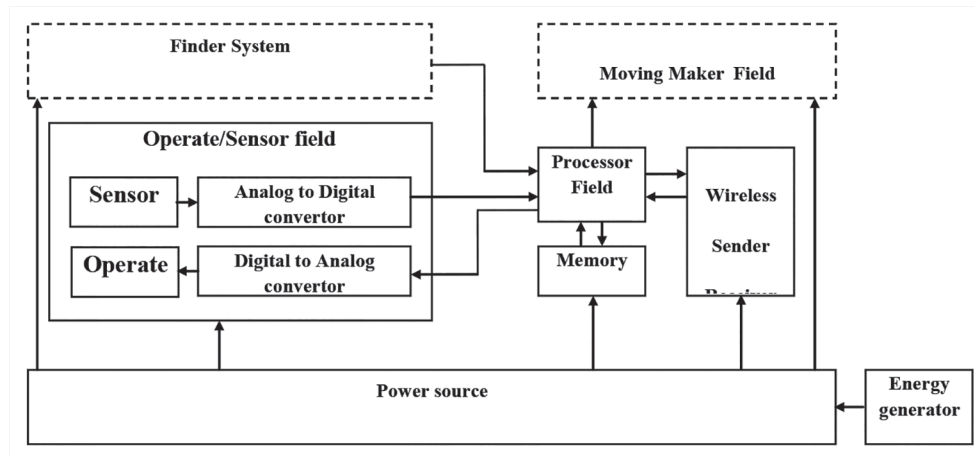 Finder System
Moving Maker Field
Operate/Sensor field
Sensor
Analog to Digital
convertor
Operate
Digital to Analog
convertor
Processor
Field
Memory
Wireless
Sender
Power source
Energy
generator